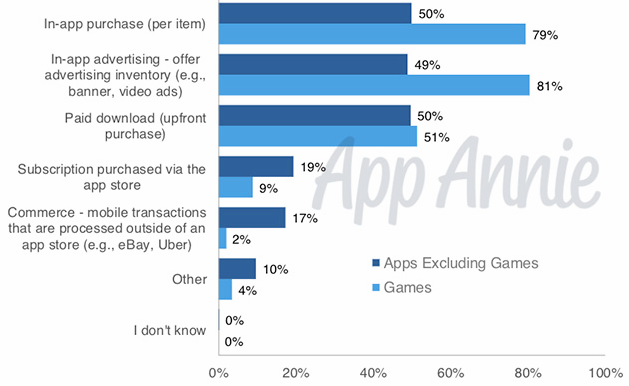 In-app purchase (per item)
50%
79%
In-app advertising - offer
advertising inventory (e.g.,
banner, video ads)
49%
81%
Paid download (upfront
purchase)
50%
51%
Subscription purchased via the
app store
19%
9%
Commerce - mobile transactions
that are processed outside of an
app store (e.g., eBay, Uber)
17%
2%
Other
10%
4%
I don't know
0%
0%
App Annie
Apps Excluding Games
Games
0% 20% 40% 60% 80% 100%